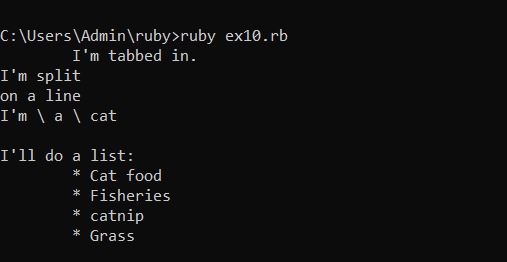 C:\Users\Admin\ruby>ruby ex10.rb
        I'm tabbed in.
I'm split
on a line
I'm \ a \ cat

I'll do a list:
        * Cat food
        * Fisheries
        * catnip
        * Grass